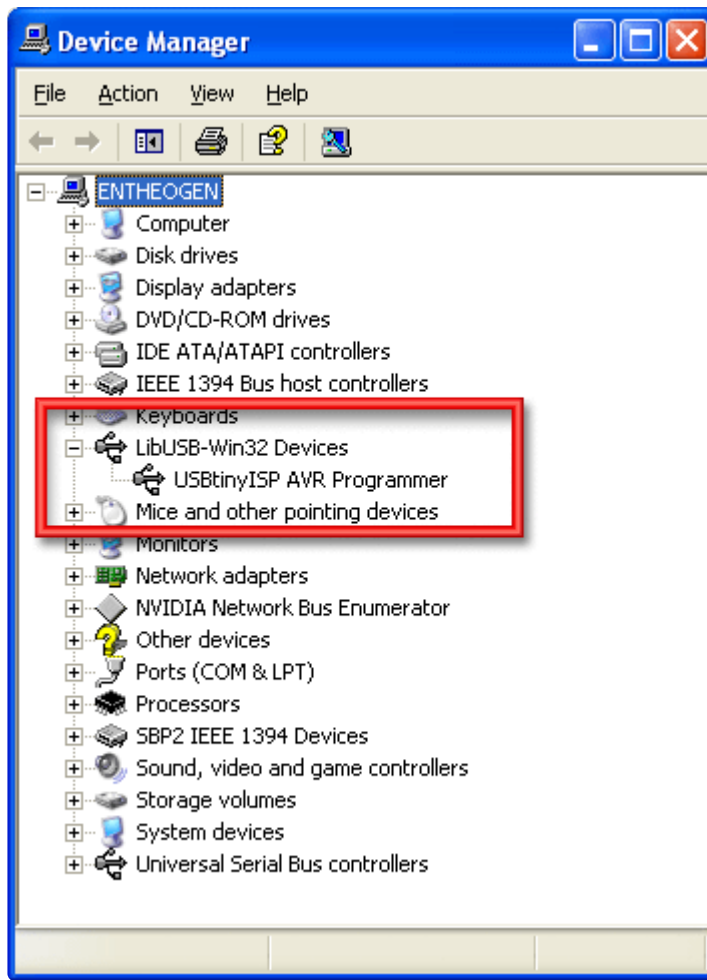 Device Manager
File Action View Help
ENTHEOGEN
Computer
Disk drives
Display adapters
DVD/CD-ROM drives
IDE ATA/ATAPI controllers
IEEE 1394 Bus host controllers
Keyboards
LibUSB-Win32 Devices
USBtinyISP AVR Programmer
Mice and other pointing devices
Monitors
Network adapters
NVIDIA Network Bus Enumerator
Other devices
Ports (COM & LPT)
Processors
SBP2 IEEE 1394 Devices
Sound, video and game controllers
Storage volumes
System devices
Universal Serial Bus controllers